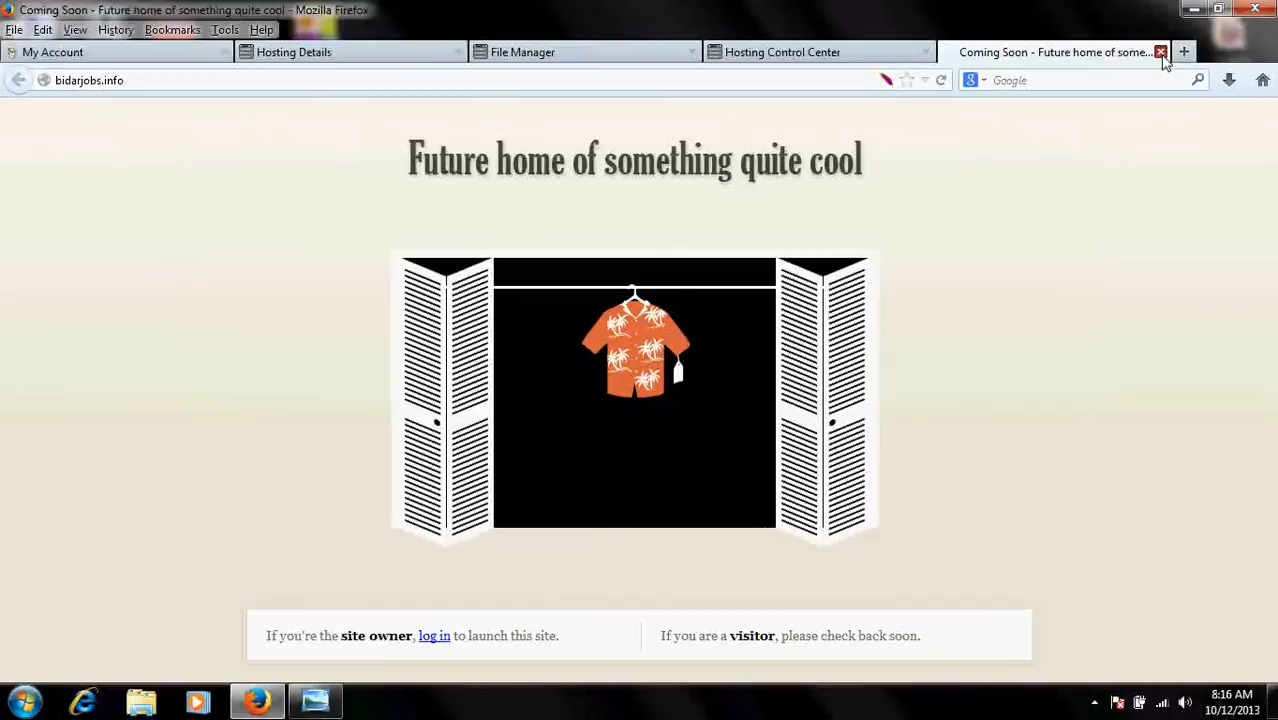 Coming Soon - Future home of something quite cool - Mozilla Firefox
File Edit View History Bookmarks Tools Help
My Account Hosting Details File Manager Hosting Control Center Coming Soon - Future home of some...
bidarjobs.info Google
Future home of something quite cool
If you're the site owner, log in to launch this site. If you are a visitor, please check back soon.
8:16 AM
10/12/2013